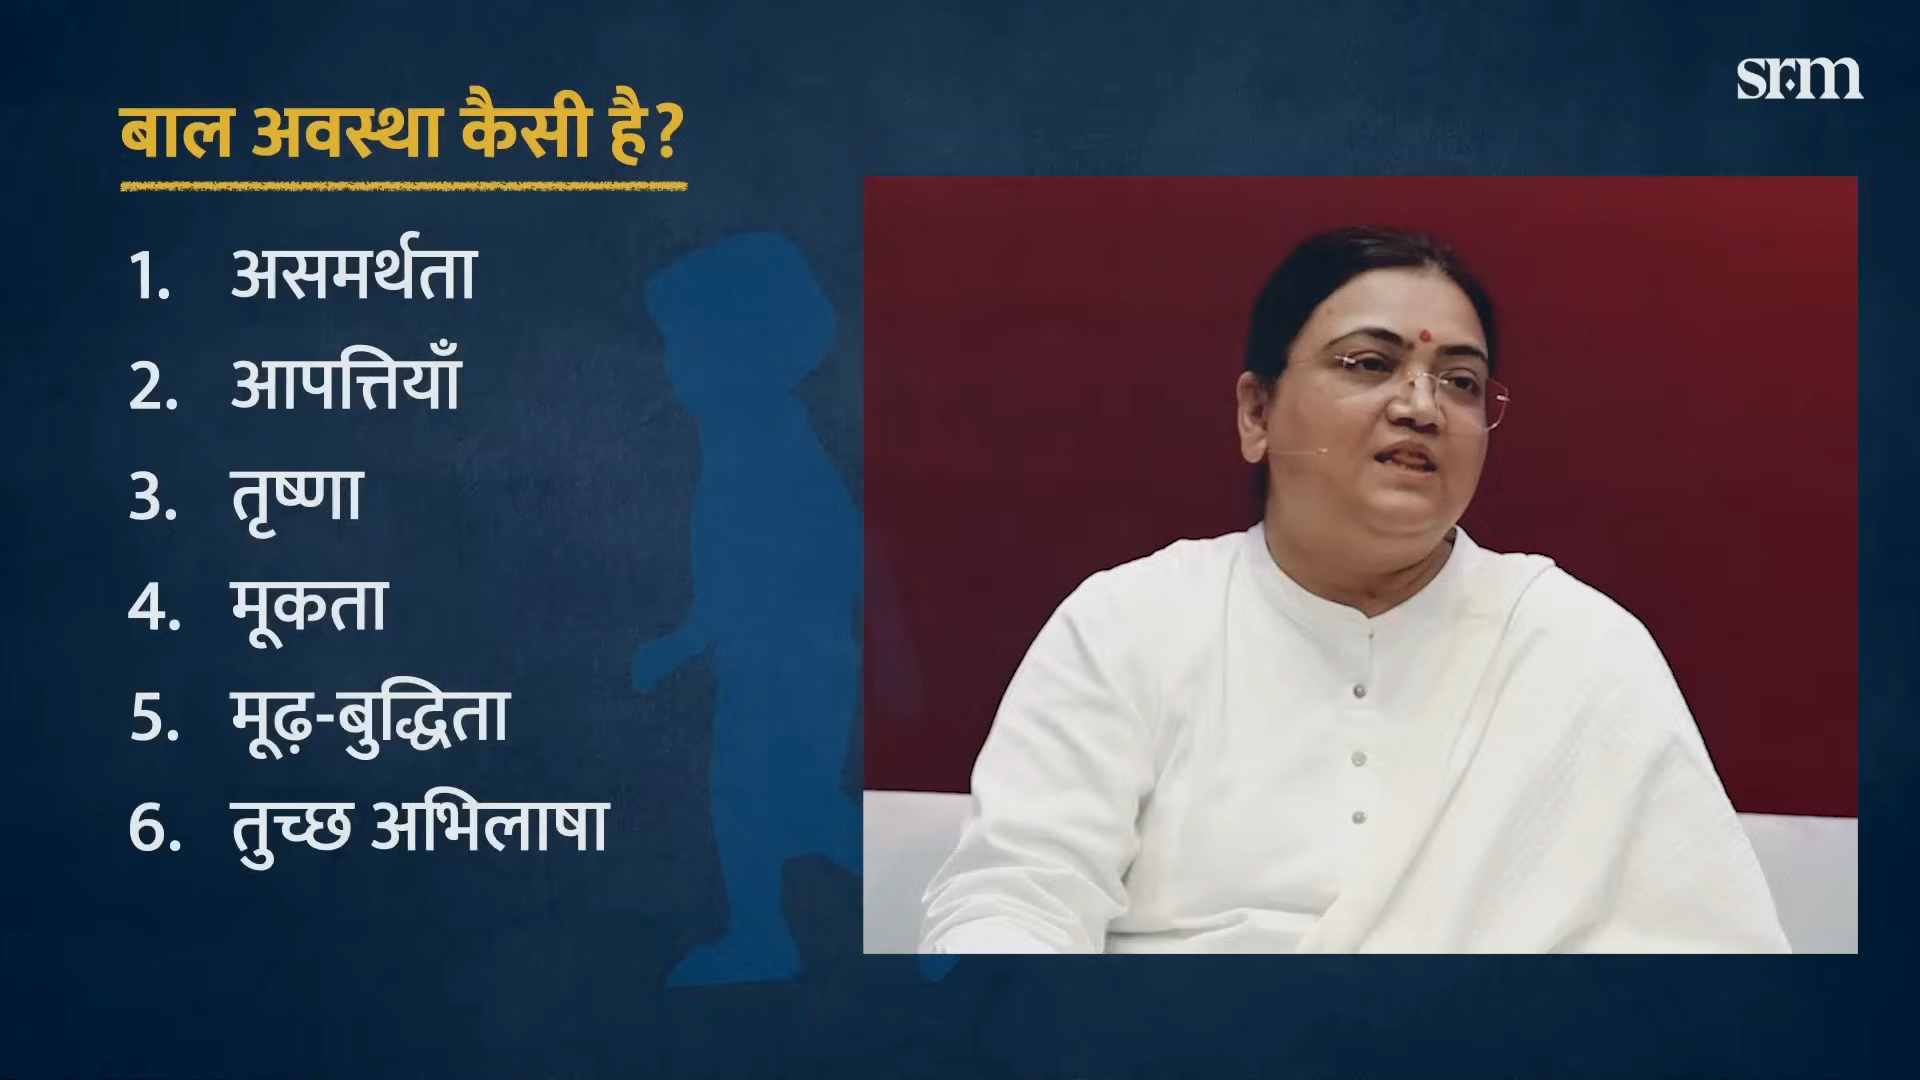 srm
बाल अवस्था कैसी है?
1. असमर्थता
2. आपत्तियाँ
3. तृष्णा
4. मूकता
5. मूढ़-बुद्धिता
6. तुच्छ अभिलाषा